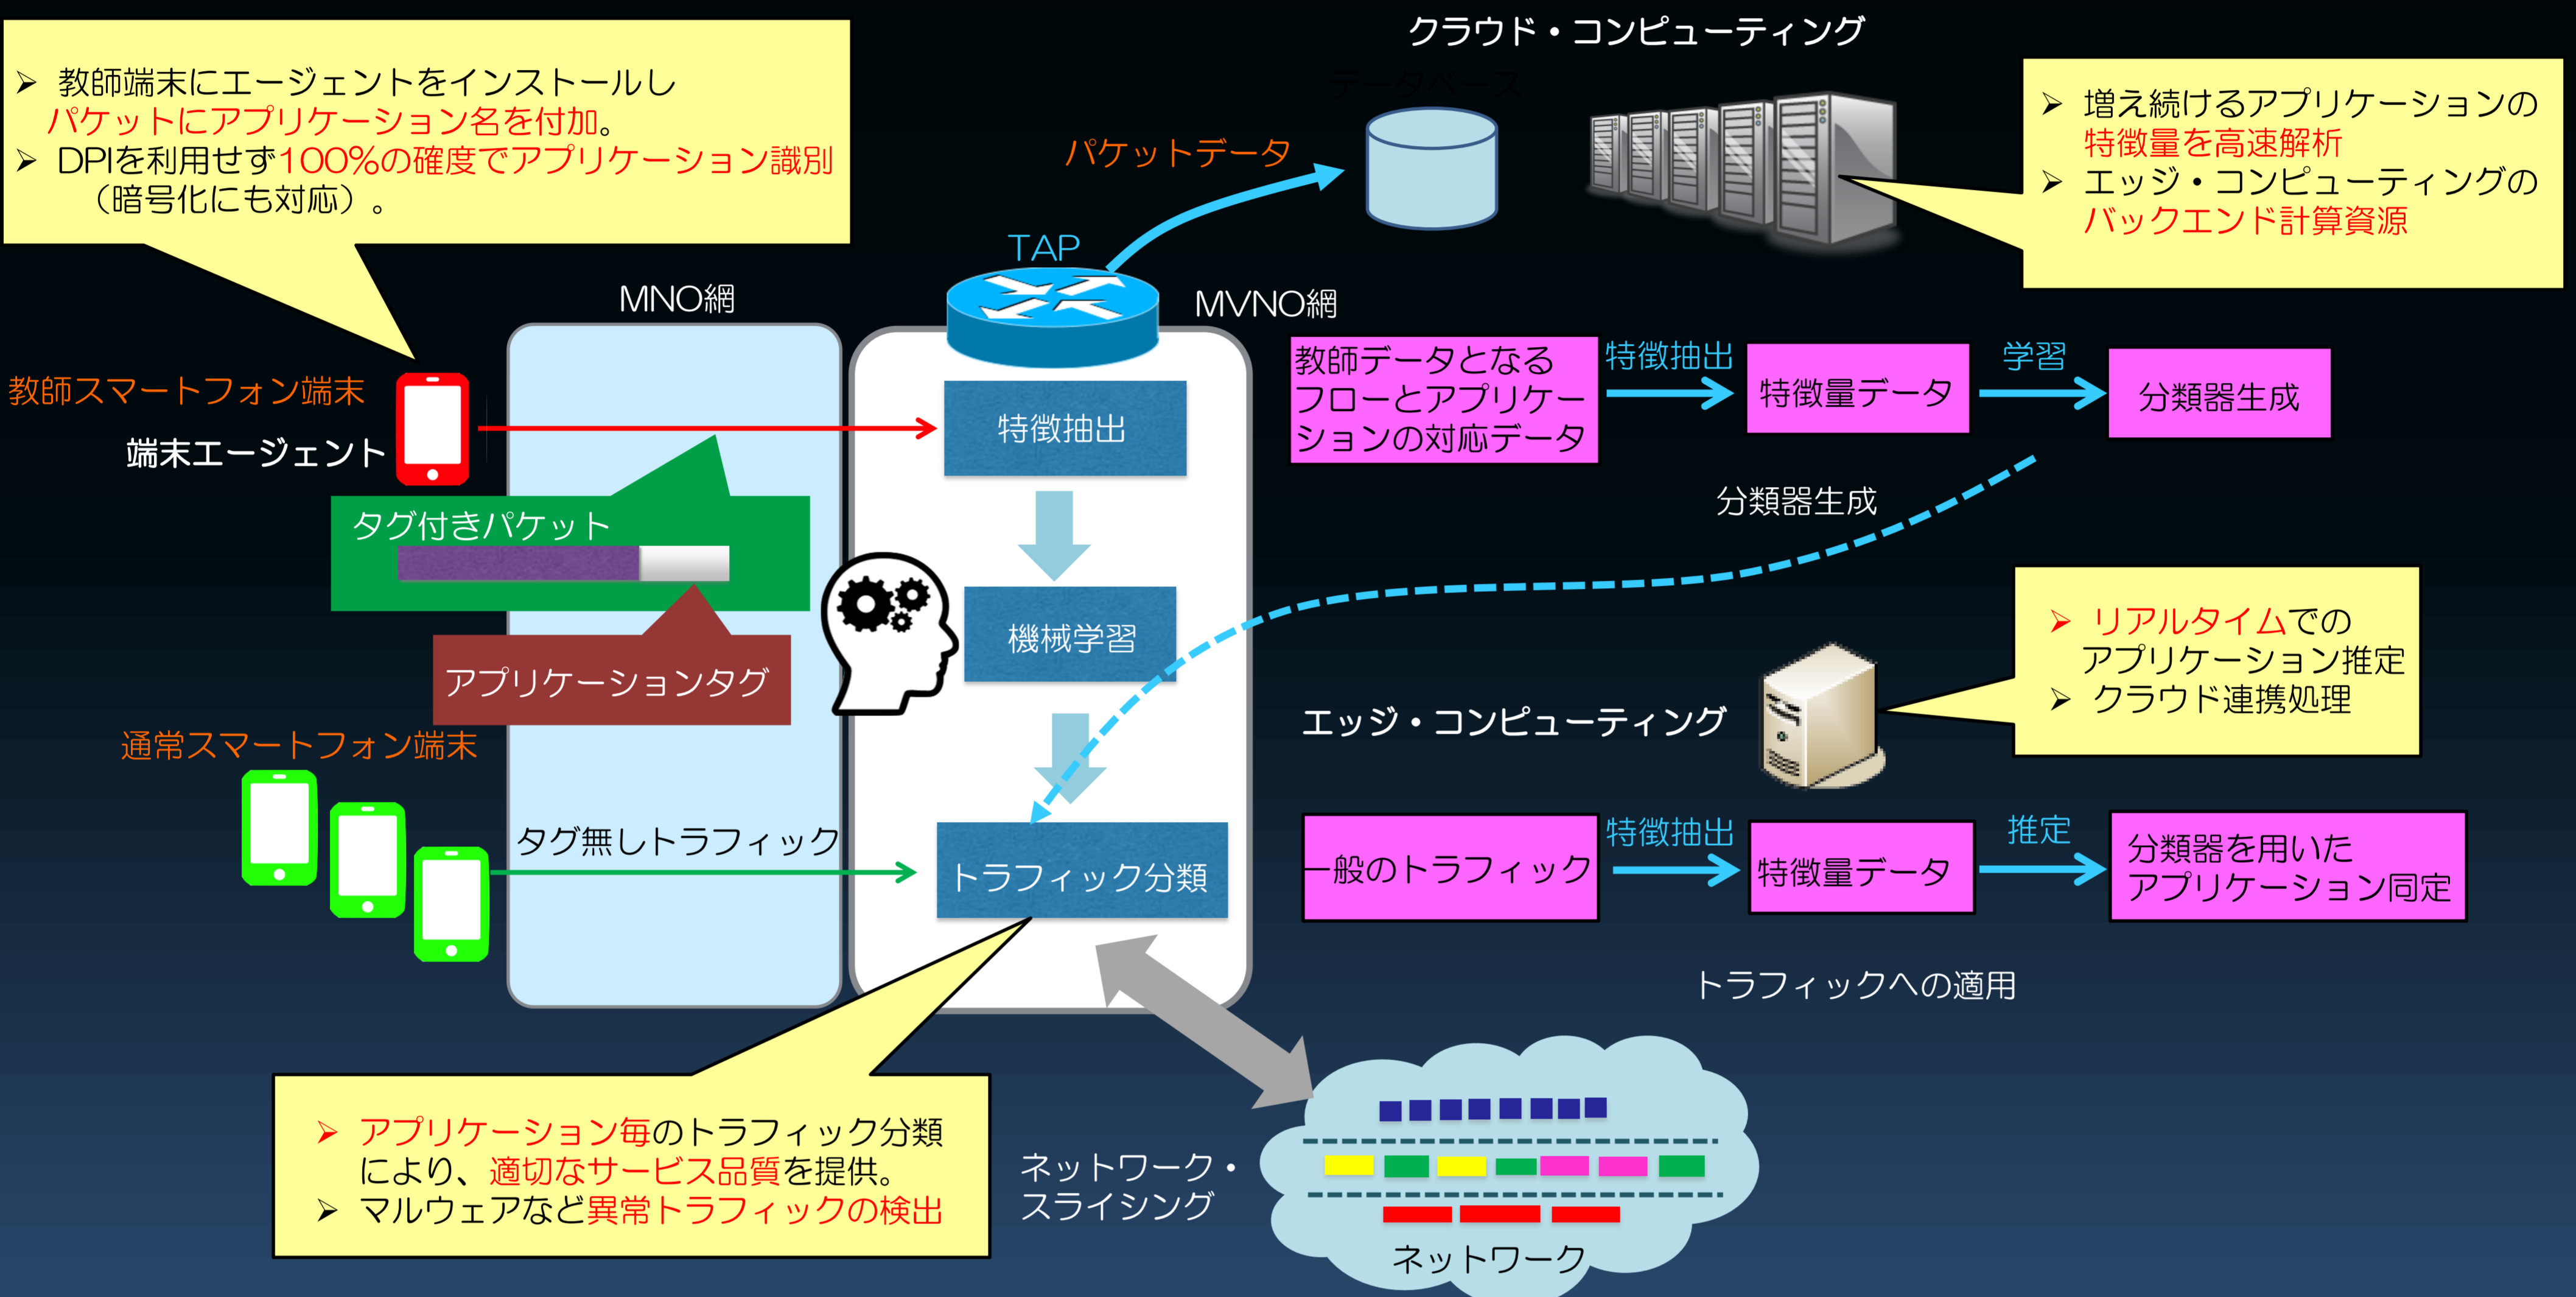 クラウド・コンピューティング
➢ 教師端末にエージェントをインストールし
パケットにアプリケーション名を付加。
➢ DPIを利用せず100%の確度でアプリケーション識別
（暗号化にも対応）。
データベース
パケットデータ
➢ 増え続けるアプリケーションの
特徴量を高速解析
➢ エッジ・コンピューティングの
バックエンド計算資源
TAP
MNO網
MVNO網
教師スマートフォン端末
端末エージェント
特徴抽出
教師データとなる
フローとアプリケー
ションの対応データ
特徴抽出
特徴量データ
学習
分類器生成
分類器生成
タグ付きパケット
アプリケーションタグ
機械学習
➢ リアルタイムでの
アプリケーション推定
➢ クラウド連携処理
エッジ・コンピューティング
通常スマートフォン端末
タグ無しトラフィック
トラフィック分類
一般のトラフィック
特徴抽出
特徴量データ
推定
分類器を用いた
アプリケーション同定
トラフィックへの適用
➢ アプリケーション毎のトラフィック分類
により、適切なサービス品質を提供。
➢ マルウェアなど異常トラフィックの検出
ネットワーク・
スライシング
ネットワーク